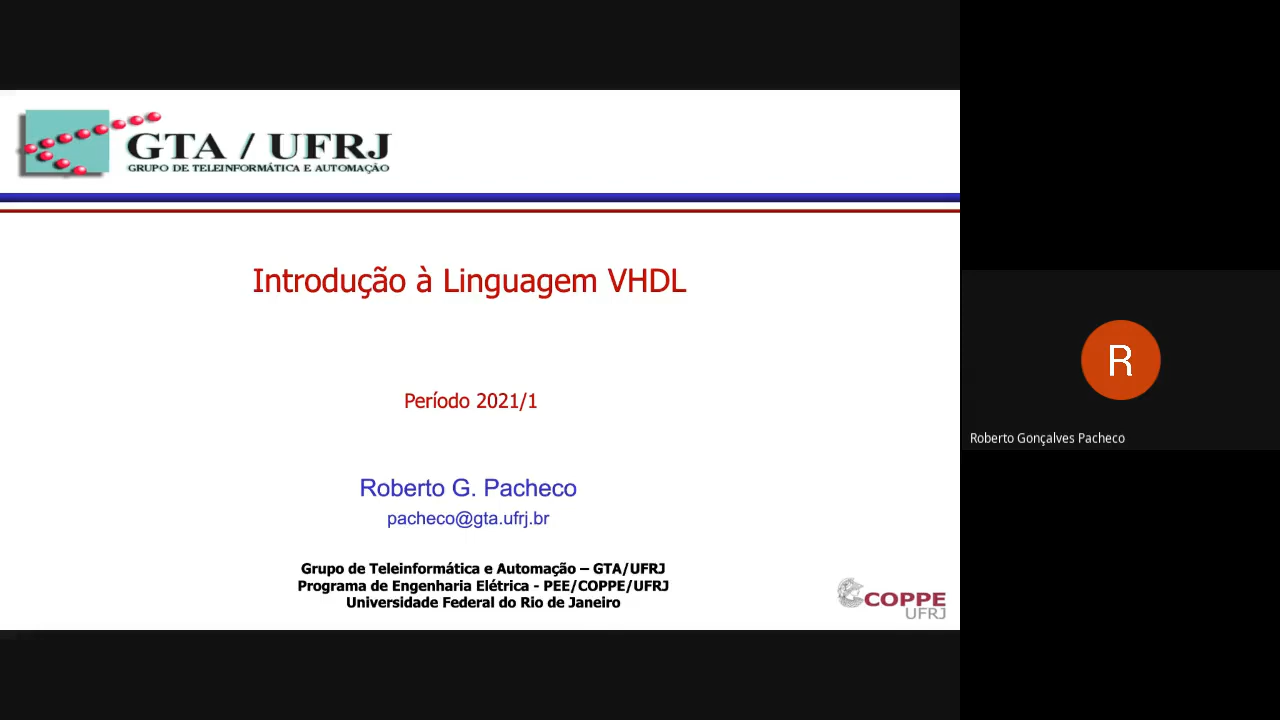 GTA / UFRJ
GRUPO DE TELEINFORMÁTICA E AUTOMAÇÃO
Introdução à Linguagem VHDL
Período 2021/1
Roberto G. Pacheco
pacheco@gta.ufrj.br
Grupo de Teleinformática e Automação – GTA/UFRJ
Programa de Engenharia Elétrica - PEE/COPPE/UFRJ
Universidade Federal do Rio de Janeiro
COPPE
UFRJ
R
Roberto Gonçalves Pacheco